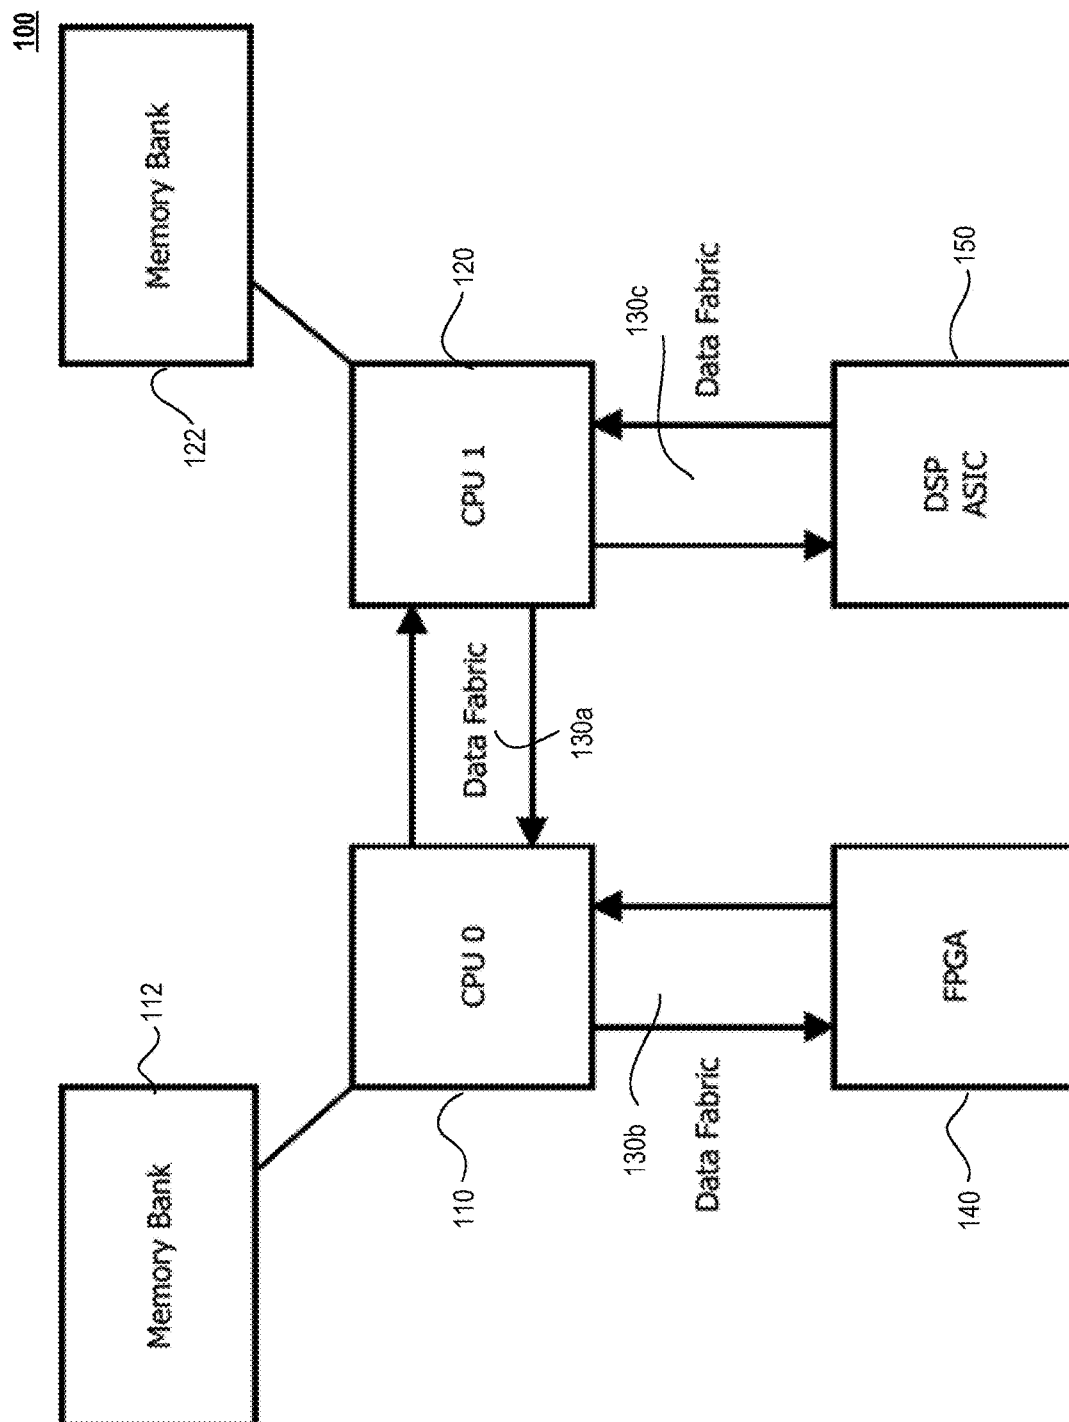 100
Memory Bank
112
Memory Bank
122
110
CPU 0
Data Fabric
CPU 1
120
130a
130b
130c
Data Fabric
Data Fabric
140
FPGA
DSP
ASIC
150